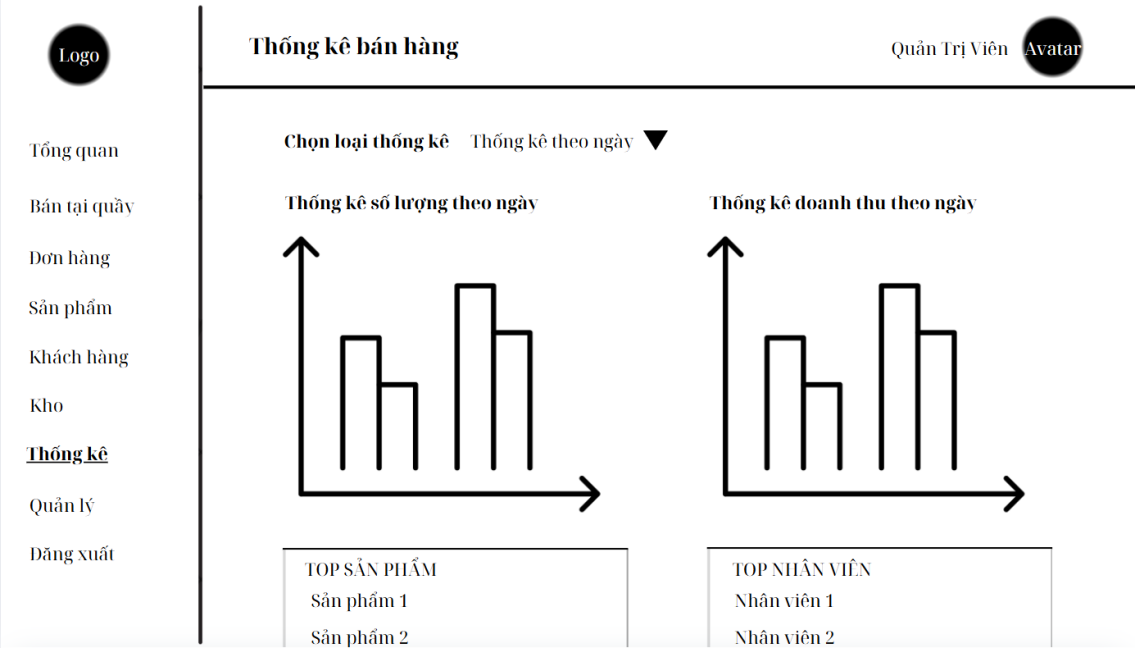 Logo
Thống kê bán hàng
Quản Trị Viên
Avatar
Tổng quan
Bán tại quầy
Đơn hàng
Sản phẩm
Khách hàng
Kho
Thống kê
Quản lý
Đăng xuất
Chọn loại thống kê Thống kê theo ngày
Thống kê số lượng theo ngày
Thống kê doanh thu theo ngày
TOP SẢN PHẨM
Sản phẩm 1
Sản phẩm 2
TOP NHÂN VIÊN
Nhân viên 1
Nhân viên 2